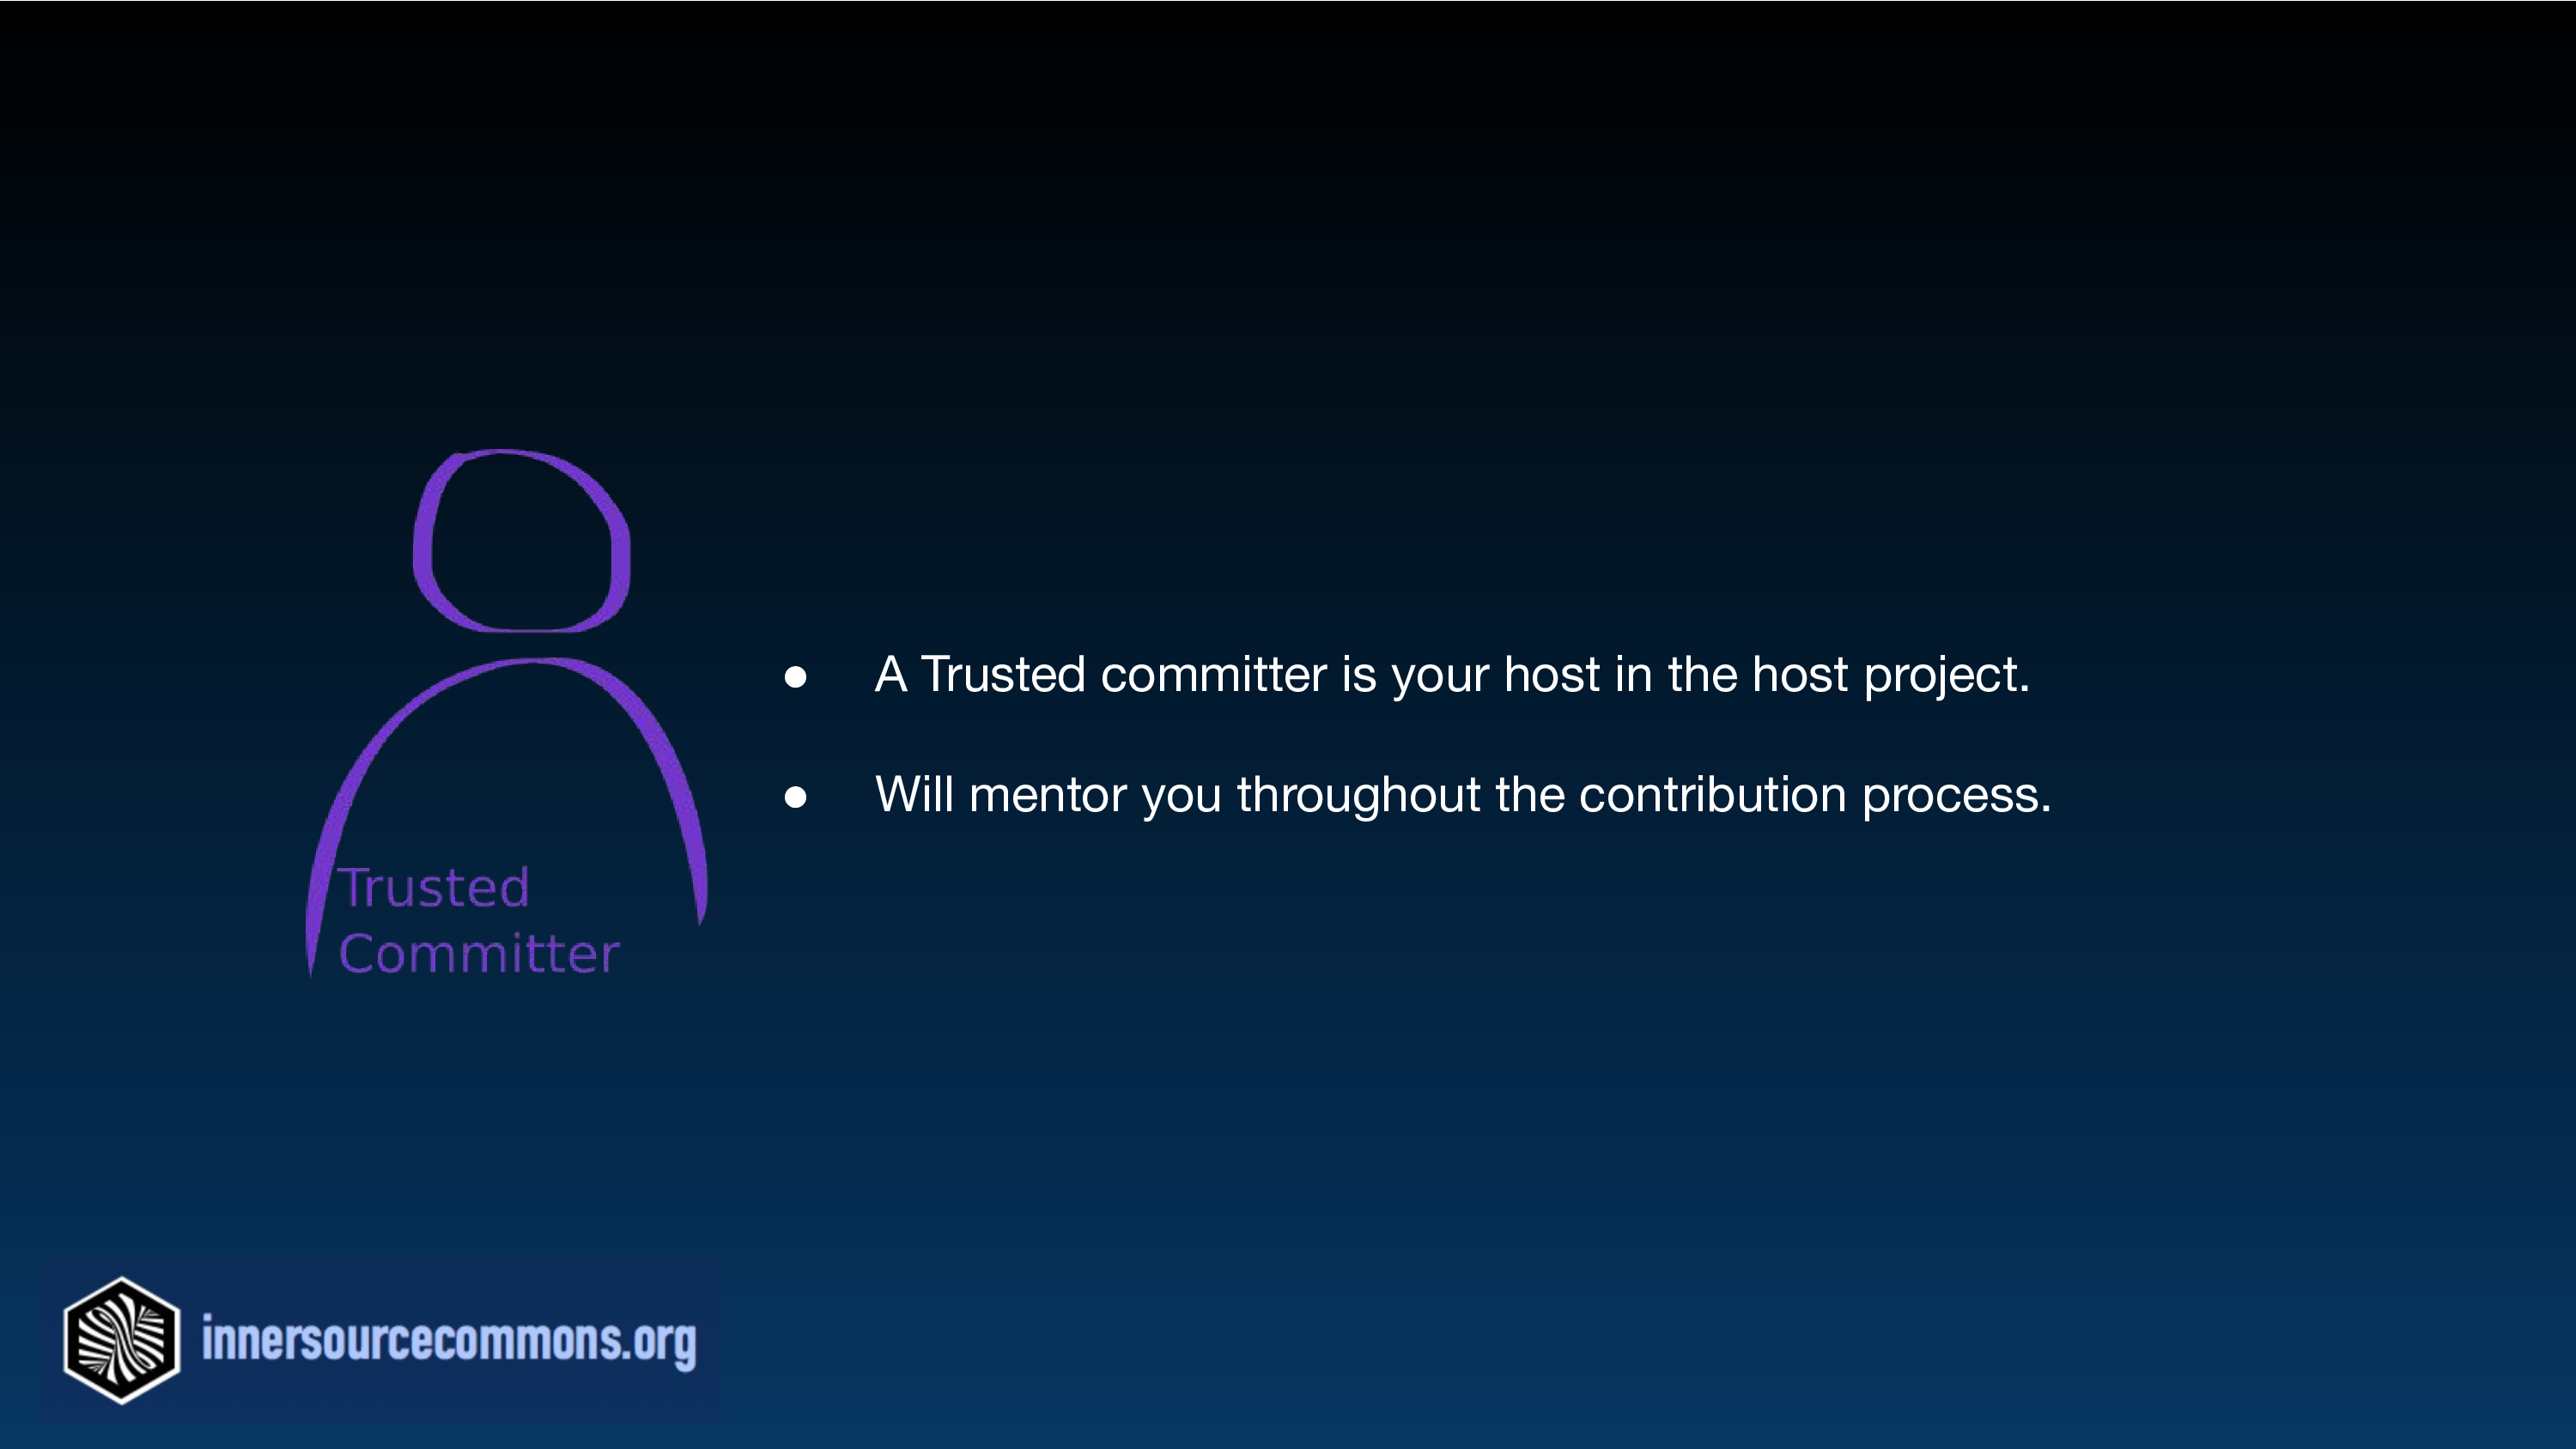 ● A Trusted committer is your host in the host project.
● Will mentor you throughout the contribution process.
Trusted
Committer
innersourcecommons.org